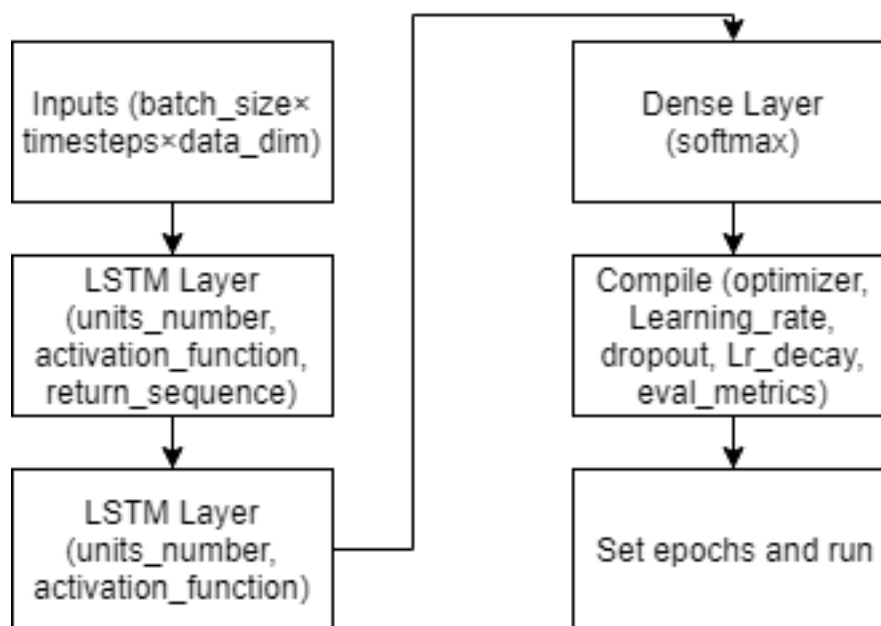 Inputs (batch_size×
timesteps×data_dim)
LSTM Layer
(units_number,
activation_function,
return_sequence)
LSTM Layer
(units_number,
activation_function)
Dense Layer
(softmax)
Compile (optimizer,
Learning_rate,
dropout, Lr_decay,
eval_metrics)
Set epochs and run